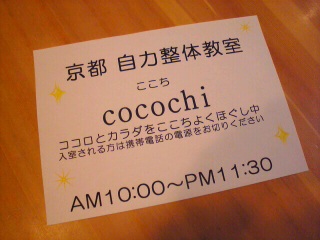 京都 自力整体教室
ここち
cocochi
ココロとカラダをここちよくほぐし中
入室される方は携帯電話の電源をお切りください
AM10:00～PM11:30